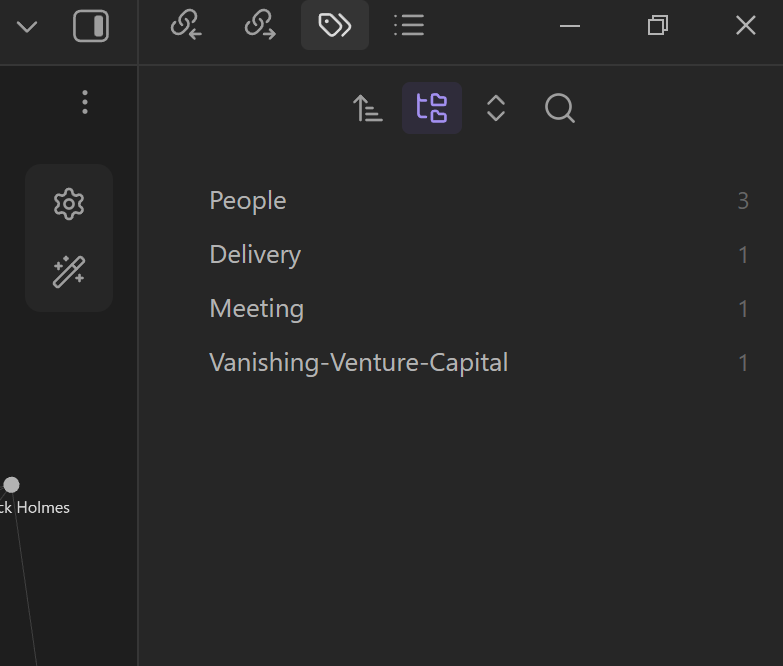 People 3
Delivery 1
Meeting 1
Vanishing-Venture-Capital 1
ck Holmes